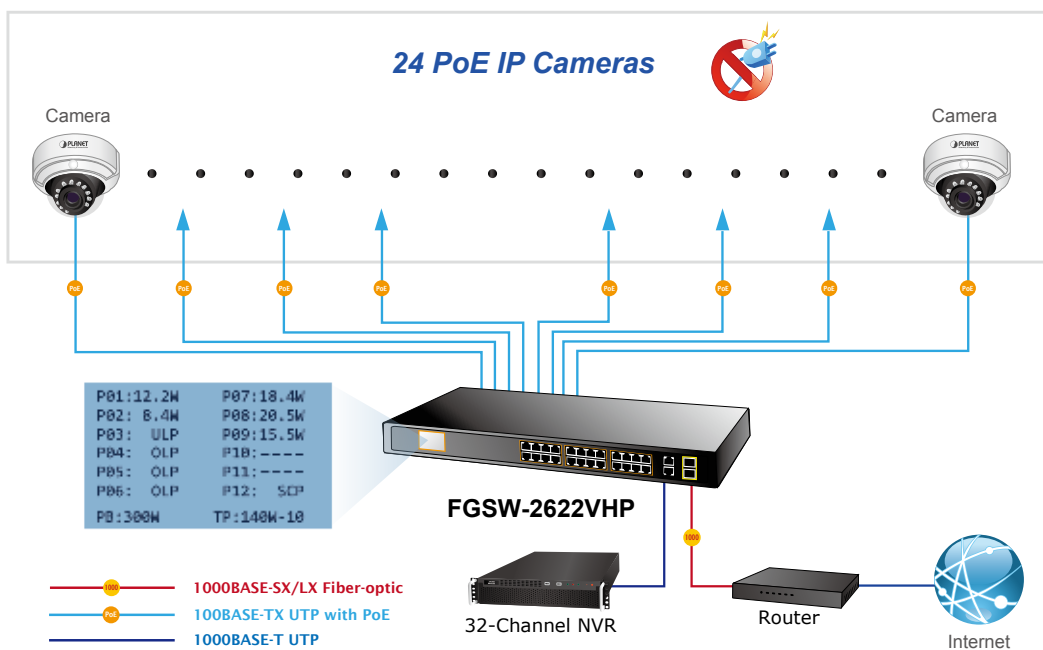 24 PoE IP Cameras
Camera
Camera
PLANET
PLANET
PoE
PoE
PoE
PoE
PoE
PoE
PoE
PoE
P01:12.2W P07:18.4W
P02: 8.4W P08:20.5W
P03: ULP P09:15.5W
P04: OLP P10:----
P05: OLP P11:----
P06: OLP P12: SCP
PB:300W TP:140W-10
FGSW-2622VHP
1000
1000 1000BASE-SX/LX Fiber-optic
PoE 100BASE-TX UTP with PoE
1000BASE-T UTP
32-Channel NVR
Router
Internet